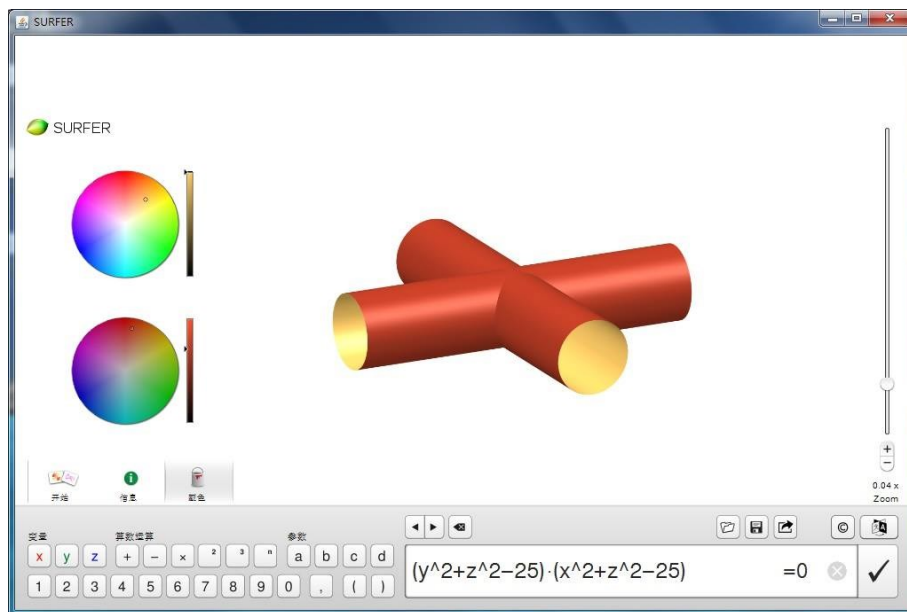 SURFER
SURFER
+
−
0.04 x
Zoom
开始
信息
颜色
变量
算数运算
参数
x y z + − × ² ³ ⁿ a b c d
1 2 3 4 5 6 7 8 9 0 , ( )
(y^2+z^2−25)·(x^2+z^2−25) =0
©